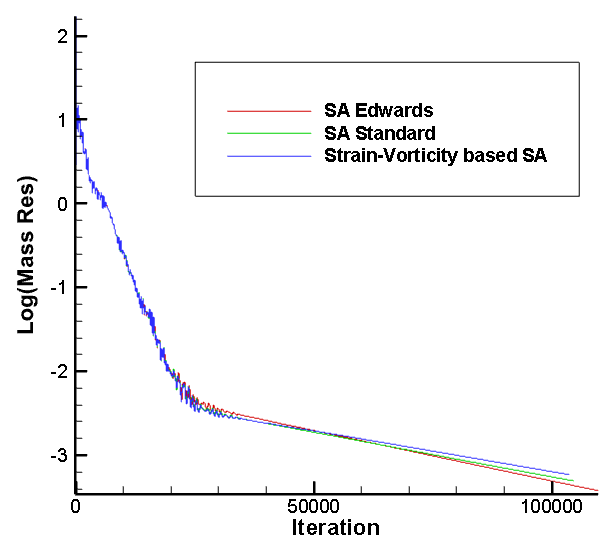 2
1
0
-1
-2
-3
Log(Mass Res)
SA Edwards
SA Standard
Strain-Vorticity based SA
0 50000 100000
Iteration